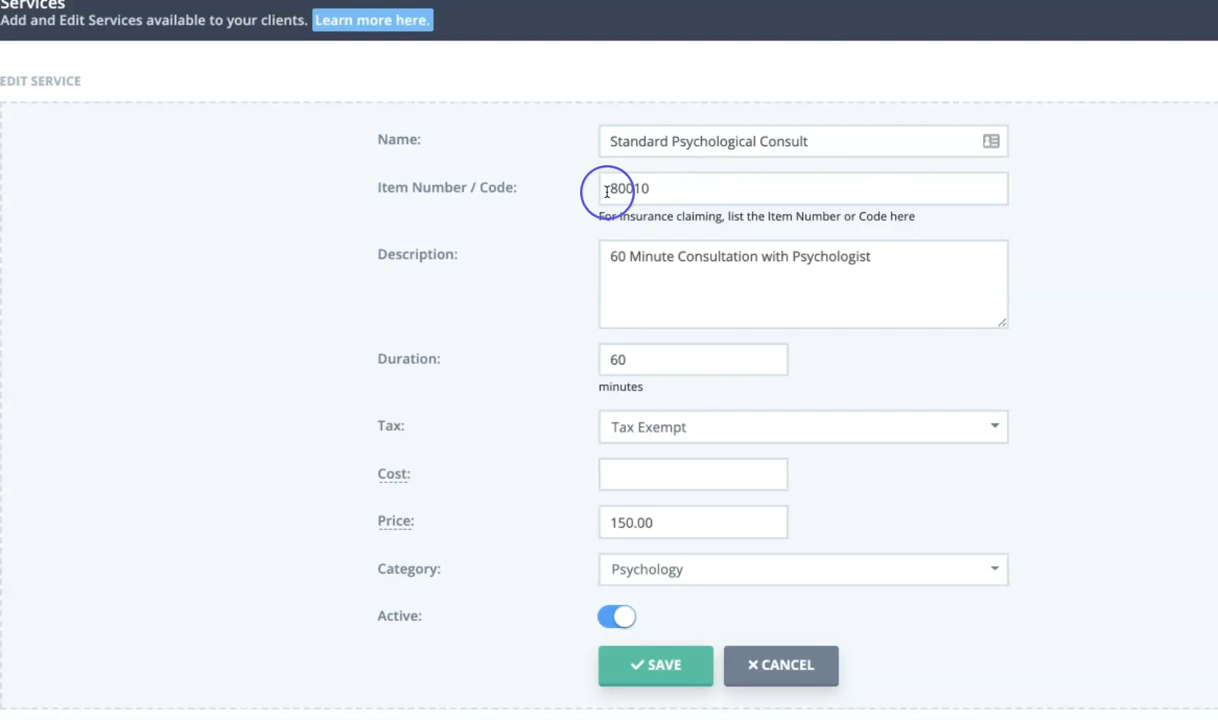 Services
Add and Edit Services available to your clients. Learn more here.
EDIT SERVICE
Name: Standard Psychological Consult
Item Number / Code: 80010
For insurance claiming, list the Item Number or Code here
Description: 60 Minute Consultation with Psychologist
Duration: 60
minutes
Tax: Tax Exempt
Cost:
Price: 150.00
Category: Psychology
Active:
SAVE CANCEL